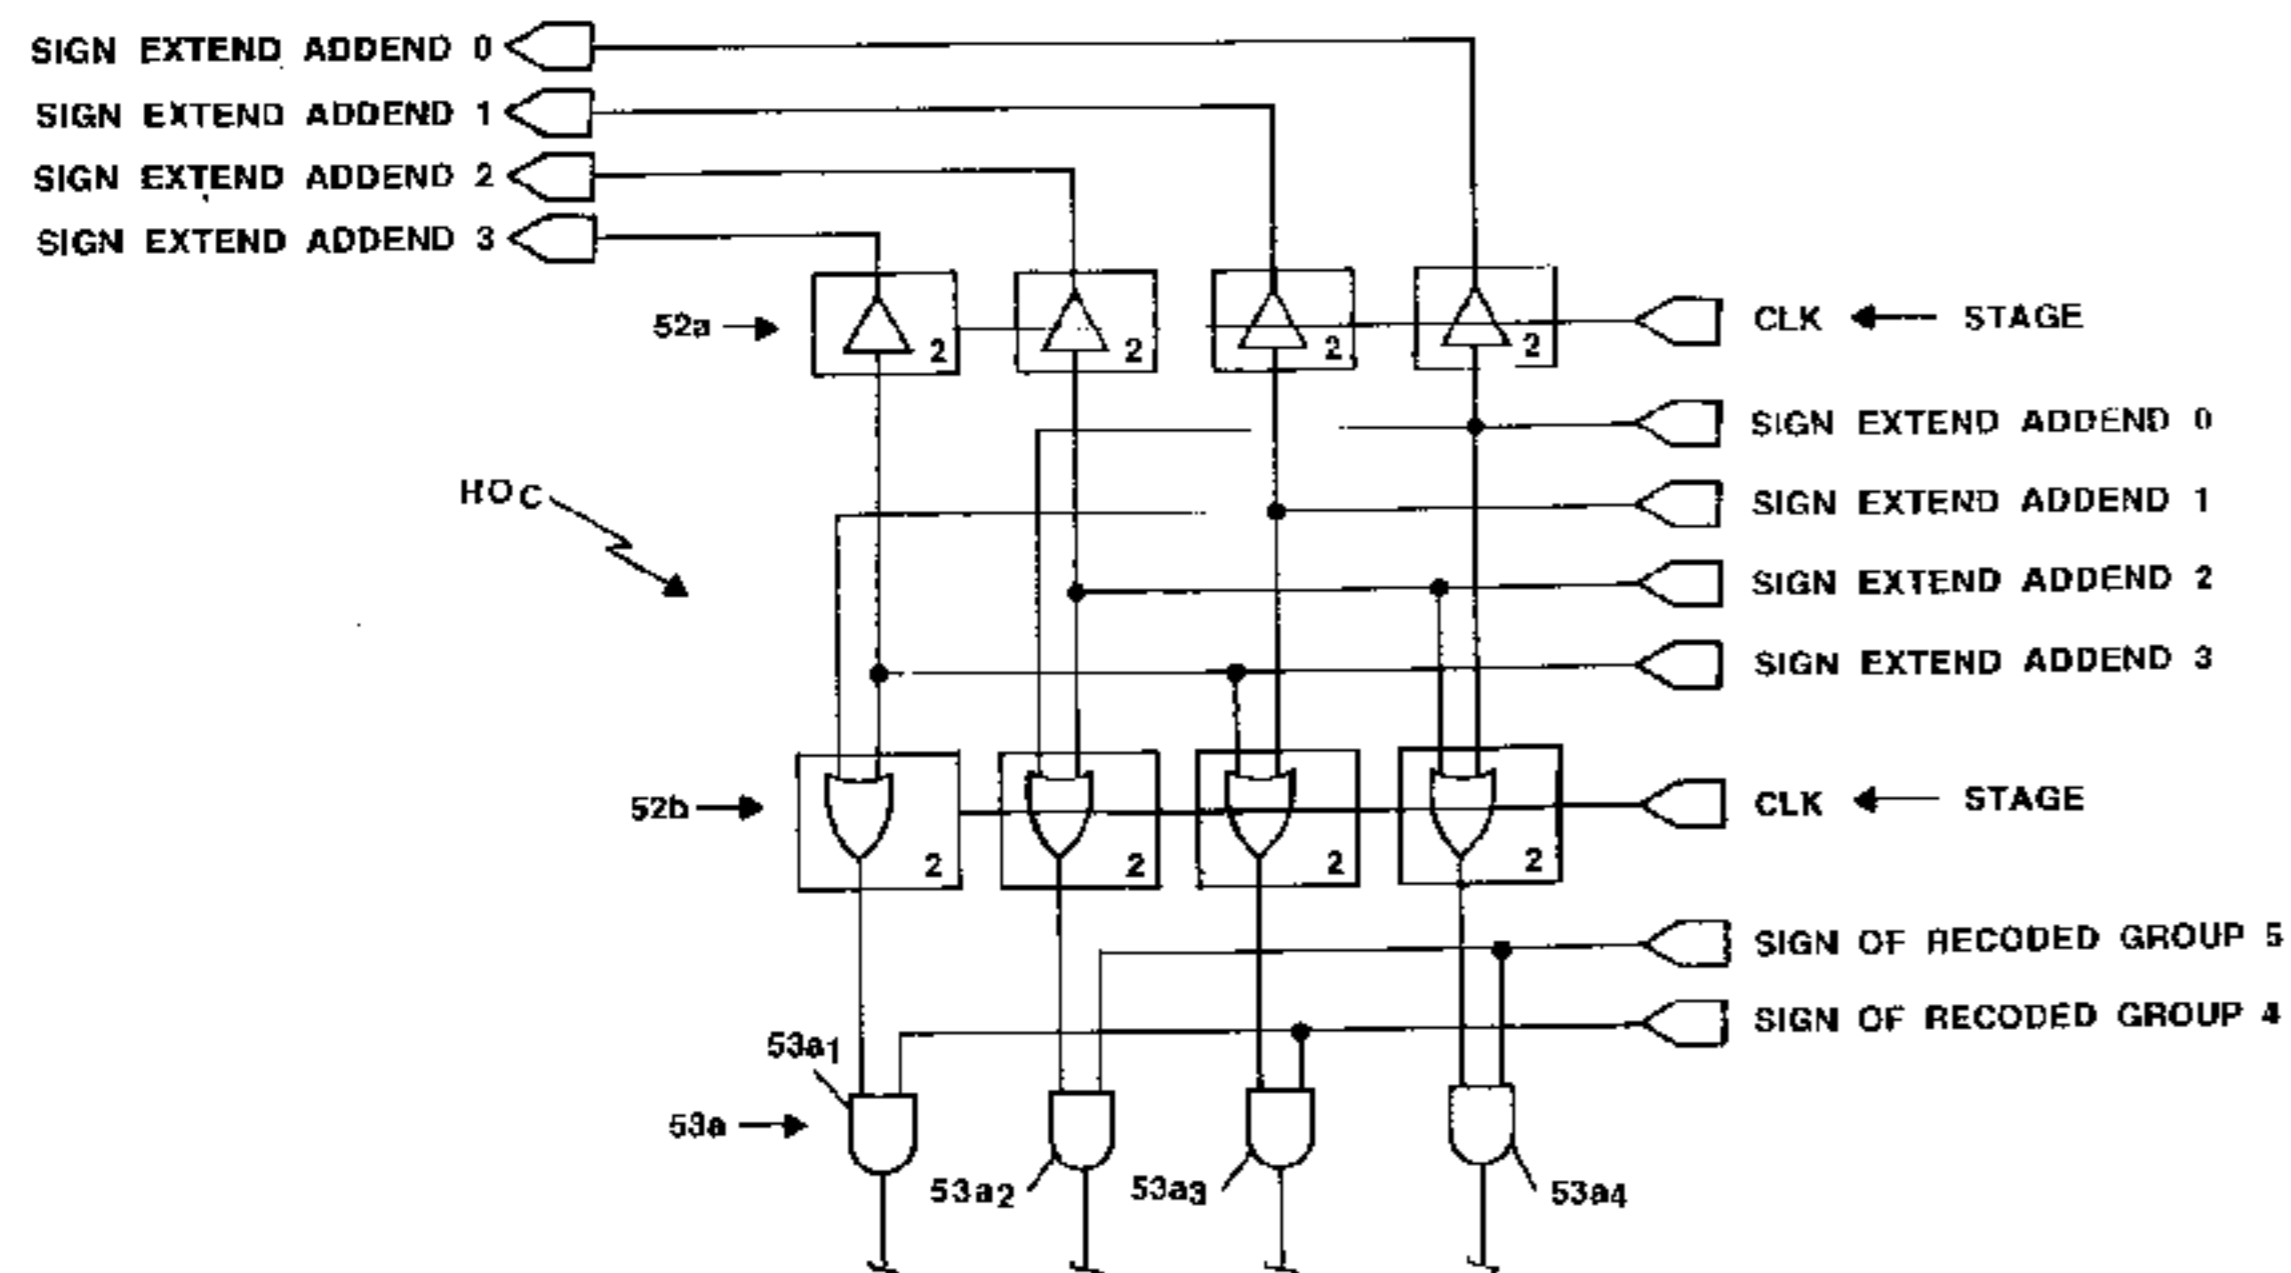 SIGN EXTEND ADDEND 0
SIGN EXTEND ADDEND 1
SIGN EXTEND ADDEND 2
SIGN EXTEND ADDEND 3
52a
2
2
2
2
CLK
STAGE
SIGN EXTEND ADDEND 0
HOC
SIGN EXTEND ADDEND 1
SIGN EXTEND ADDEND 2
SIGN EXTEND ADDEND 3
52b
2
2
2
2
CLK
STAGE
SIGN OF RECODED GROUP 5
SIGN OF RECODED GROUP 4
53a1
53a
53a2
53a3
53a4